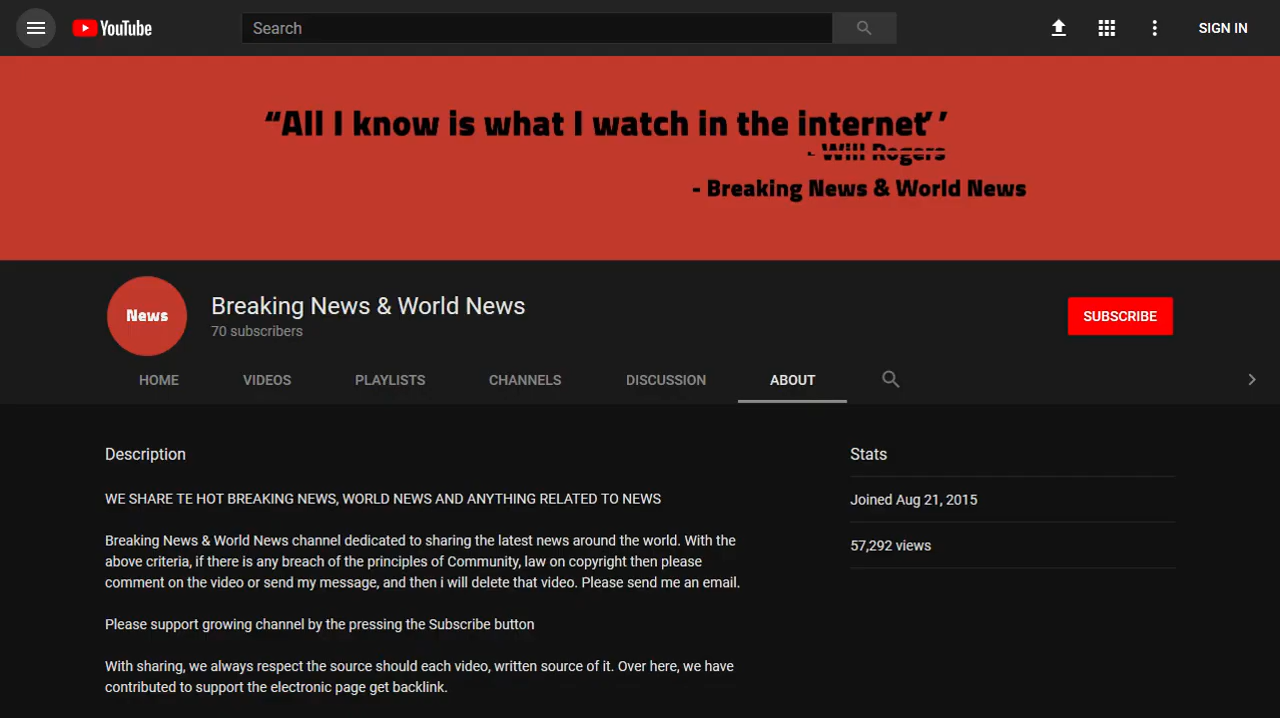 YouTube
Search
SIGN IN
“All I know is what I watch in the internet’’
- Will Rogers
- Breaking News & World News
News
Breaking News & World News
70 subscribers
SUBSCRIBE
HOME VIDEOS PLAYLISTS CHANNELS DISCUSSION ABOUT
Description
WE SHARE TE HOT BREAKING NEWS, WORLD NEWS AND ANYTHING RELATED TO NEWS
Breaking News & World News channel dedicated to sharing the latest news around the world. With the
above criteria, if there is any breach of the principles of Community, law on copyright then please
comment on the video or send my message, and then i will delete that video. Please send me an email.
Please support growing channel by the pressing the Subscribe button
With sharing, we always respect the source should each video, written source of it. Over here, we have
contributed to support the electronic page get backlink.
Stats
Joined Aug 21, 2015
57,292 views